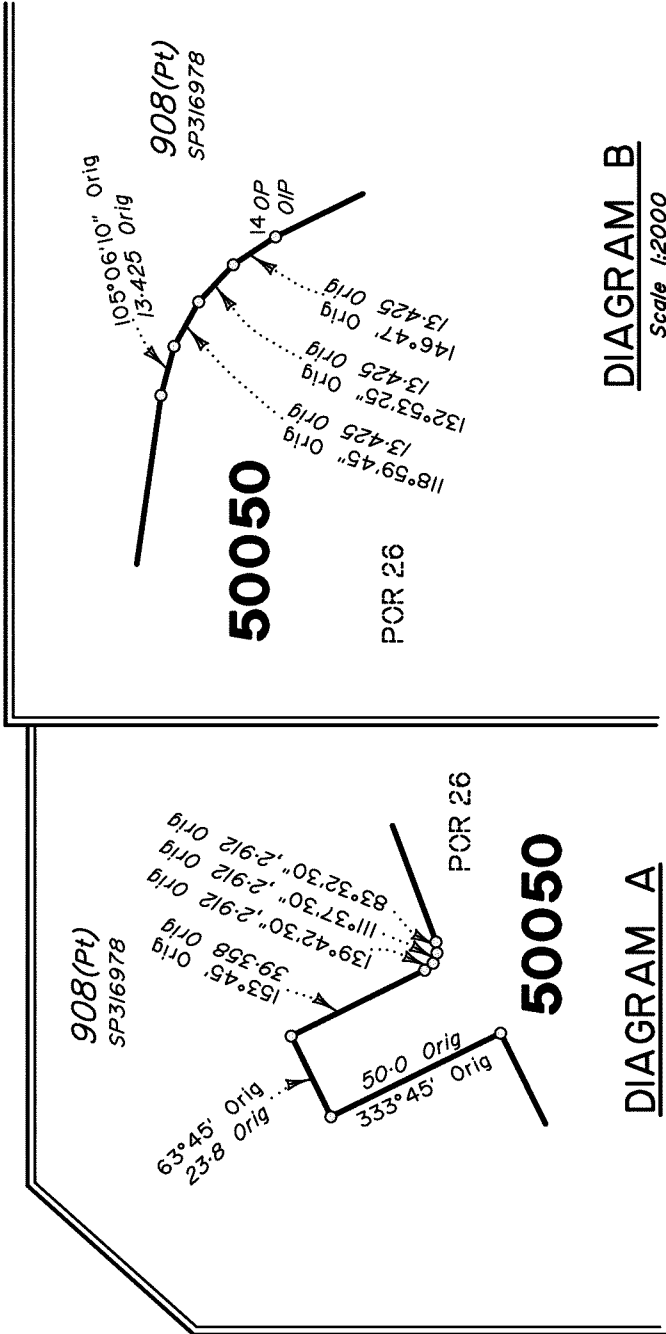 908(Pt)
SP316978
63°45' Orig
23·8 Orig
153°45' Orig
39·358 Orig
139°42'30", 2·912 Orig
111°37'30", 2·912 Orig
83°32'30", 2·912 Orig
50·0 Orig
333°45' Orig
POR 26
50050
DIAGRAM A
908(Pt)
SP316978
105°06'10" Orig
13·425 Orig
14 OP
OIP
118°59'45" Orig
13·425 Orig
132°53'25" Orig
13·425 Orig
146°47' Orig
13·425 Orig
50050
POR 26
DIAGRAM B
Scale 1:2000